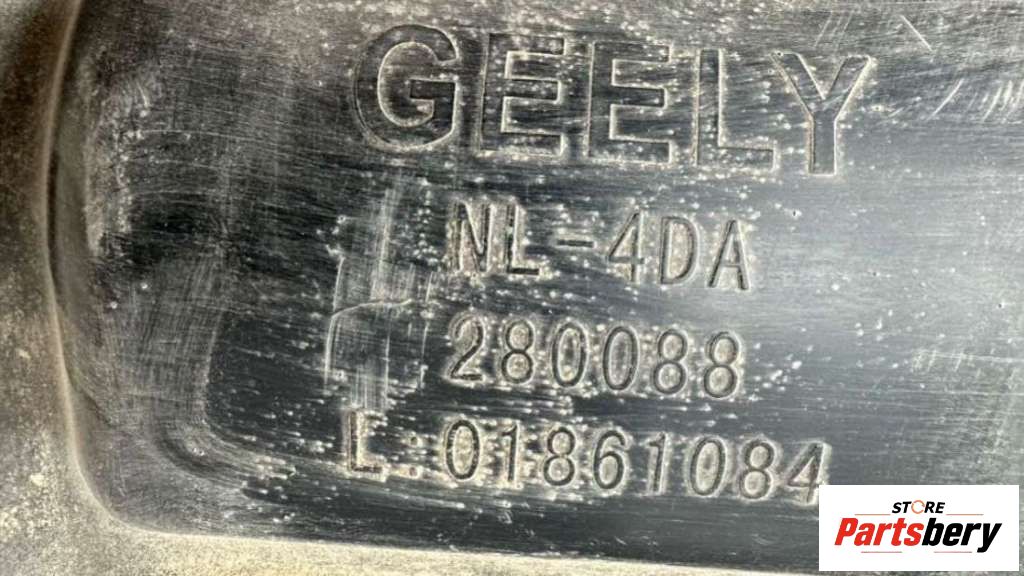 GEELY
NL-4DA
280088
L:01861084
STORE
Partsbery